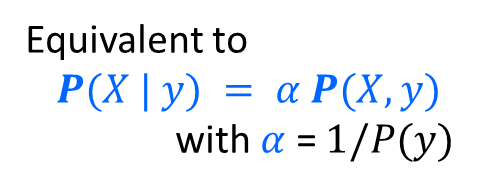 Equivalent to
P(X | y) = α P(X, y)
with α = 1/P(y)